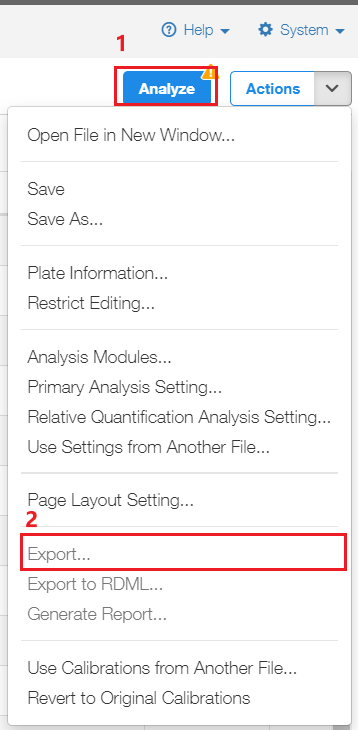 Help
System
1
Analyze
Actions
Open File in New Window...
Save
Save As...
Plate Information...
Restrict Editing...
Analysis Modules...
Primary Analysis Setting...
Relative Quantification Analysis Setting...
Use Settings from Another File...
Page Layout Setting...
2
Export...
Export to RDML...
Generate Report...
Use Calibrations from Another File...
Revert to Original Calibrations